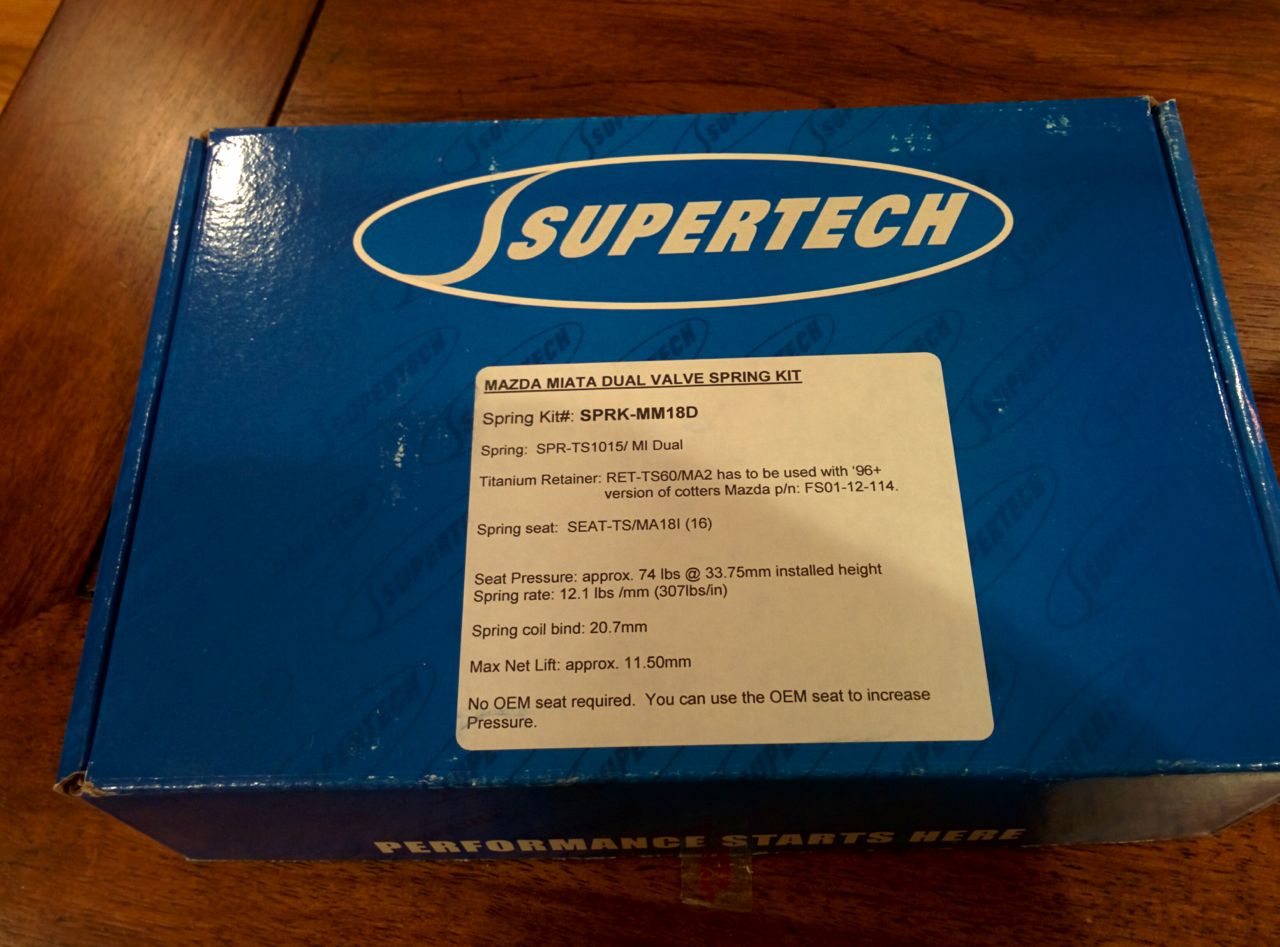 SUPERTECH
MAZDA MIATA DUAL VALVE SPRING KIT
Spring Kit#: SPRK-MM18D
Spring: SPR-TS1015/ MI Dual
Titanium Retainer: RET-TS60/MA2 has to be used with ‘96+
version of cotters Mazda p/n: FS01-12-114.
Spring seat: SEAT-TS/MA18I (16)
Seat Pressure: approx. 74 lbs @ 33.75mm installed height
Spring rate: 12.1 lbs /mm (307lbs/in)
Spring coil bind: 20.7mm
Max Net Lift: approx. 11.50mm
No OEM seat required. You can use the OEM seat to increase
Pressure.
PERFORMANCE STARTS HERE